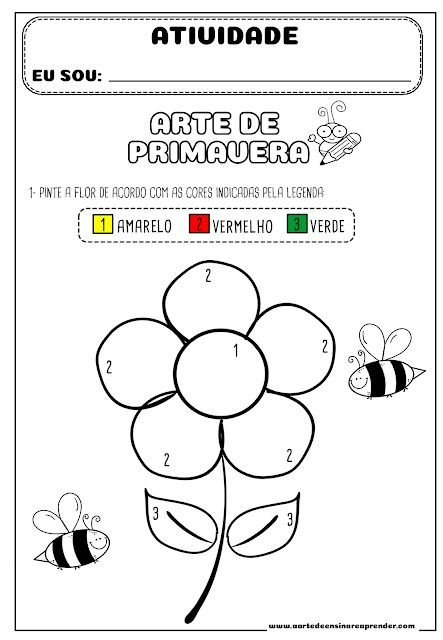 ATIVIDADE
EU SOU:
ARTE DE
PRIMAVERA
1- PINTE A FLOR DE ACORDO COM AS CORES INDICADAS PELA LEGENDA:
1 AMARELO 2 VERMELHO 3 VERDE
2
2 1 2
2 2
3 3
www.aartedeensinareaprender.com